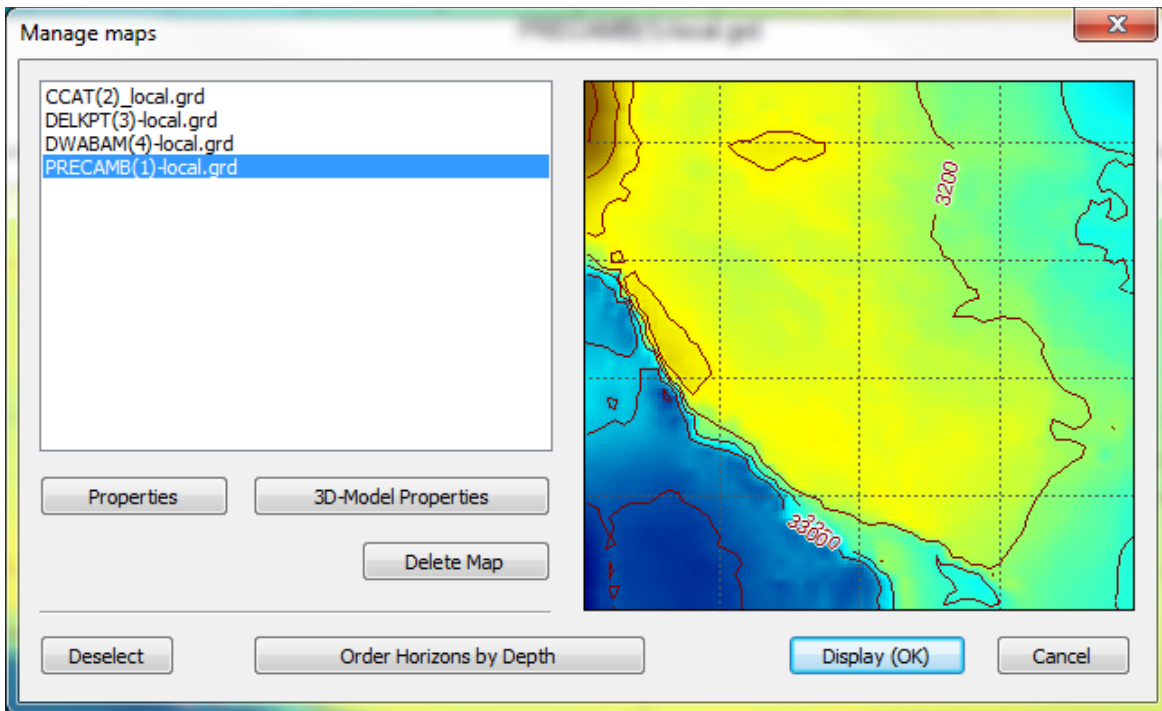 Manage maps
CCAT(2)_local.grd
DELKPT(3)-local.grd
DWABAM(4)-local.grd
PRECAMB(1)-local.grd
3200
Properties
3D-Model Properties
Delete Map
Deselect
Order Horizons by Depth
Display (OK)
Cancel